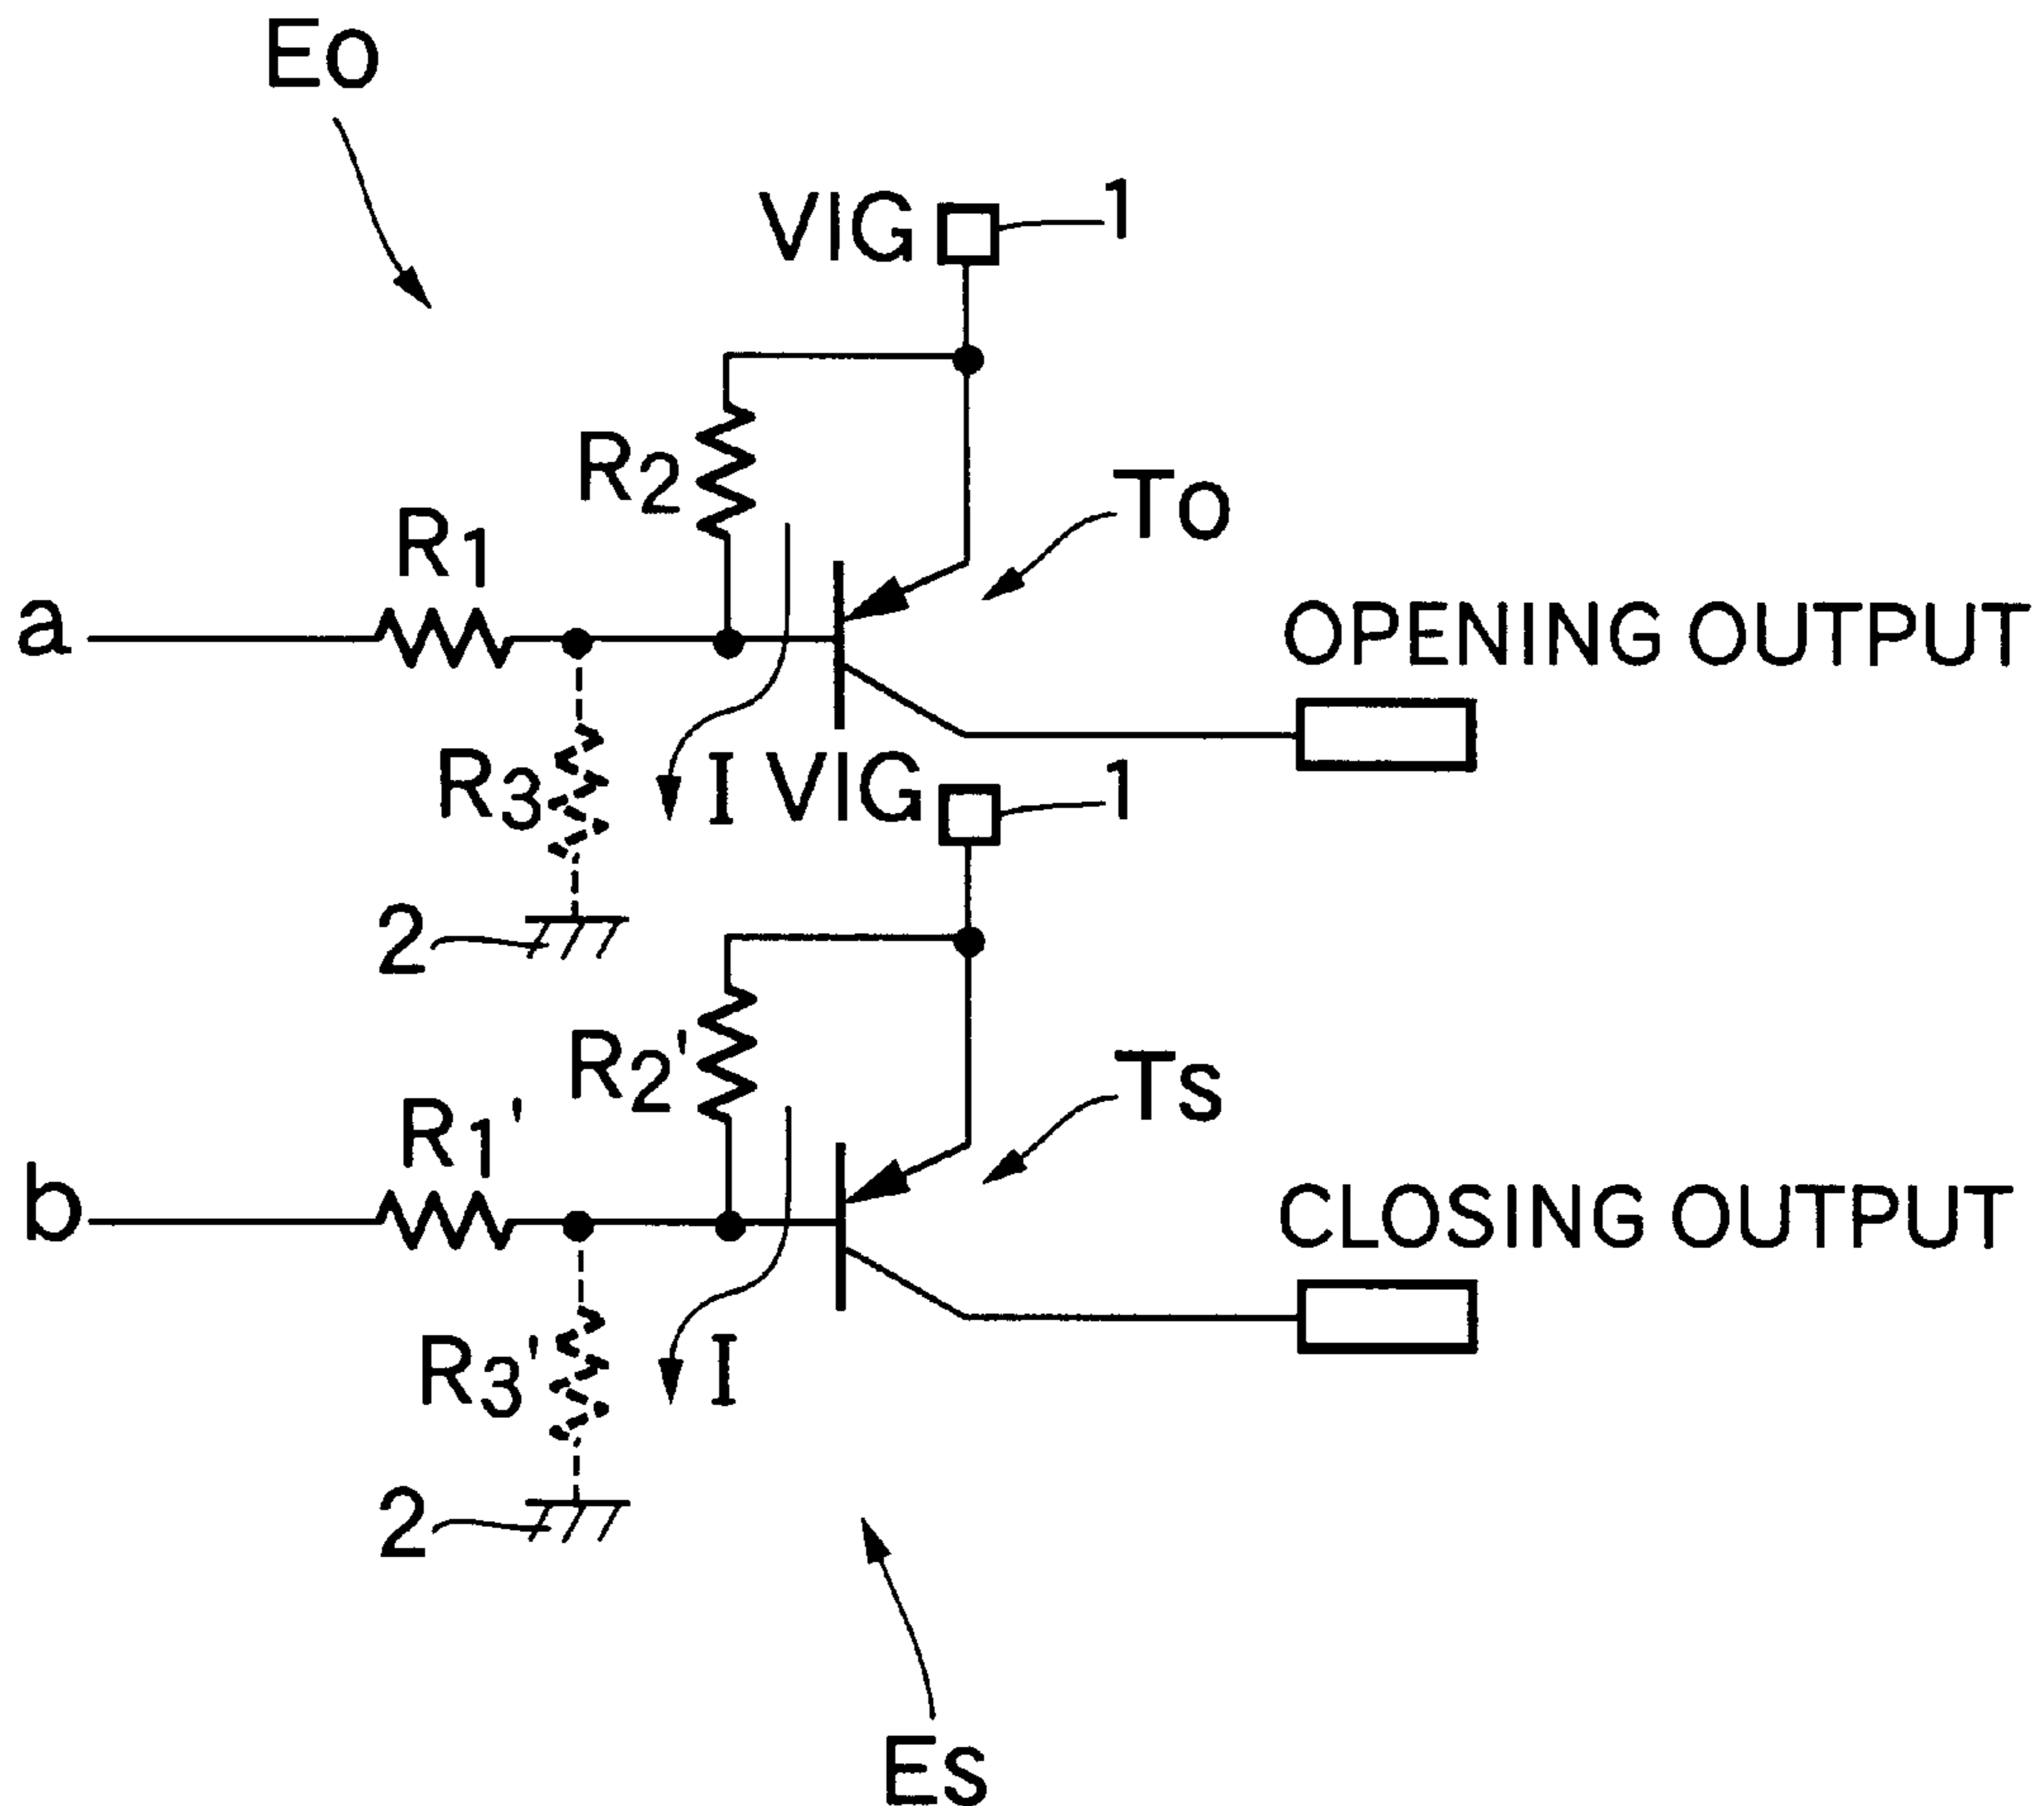 Eo
VIG 1
R2
To
R1
a
OPENING OUTPUT
R3
I
VIG 1
2
R2'
Ts
R1'
b
CLOSING OUTPUT
R3'
I
2
Es